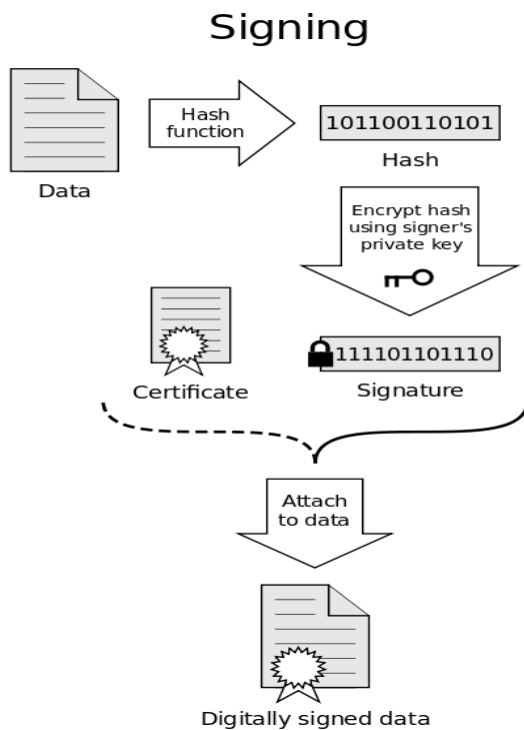 Signing
Hash
function
101100110101
Data
Hash
Encrypt hash
using signer's
private key
111101101110
Certificate
Signature
Attach
to data
Digitally signed data